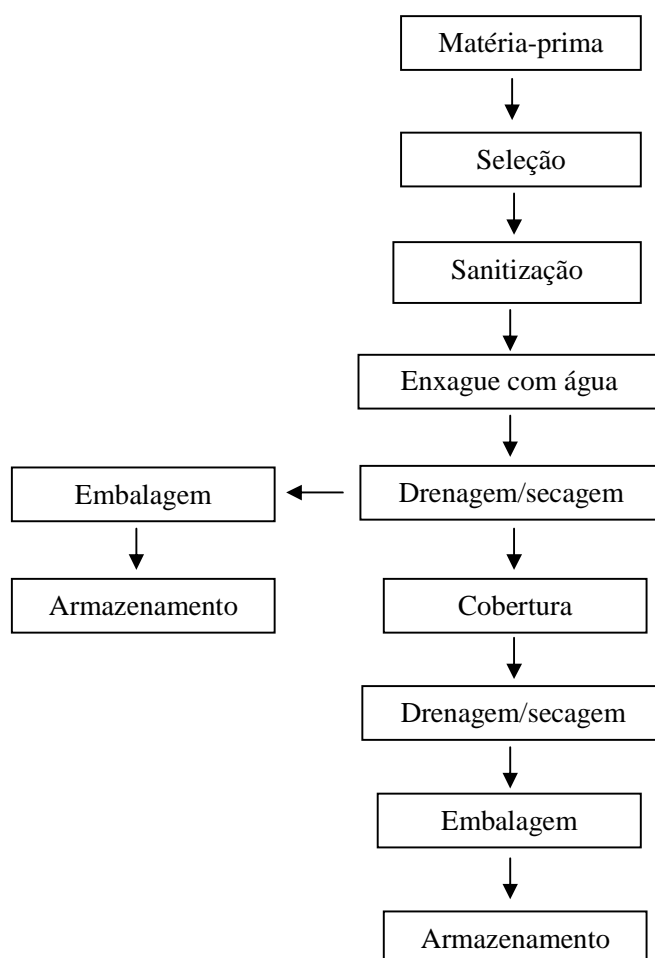 Matéria-prima
Seleção
Sanitização
Enxague com água
Embalagem
Drenagem/secagem
Armazenamento
Cobertura
Drenagem/secagem
Embalagem
Armazenamento